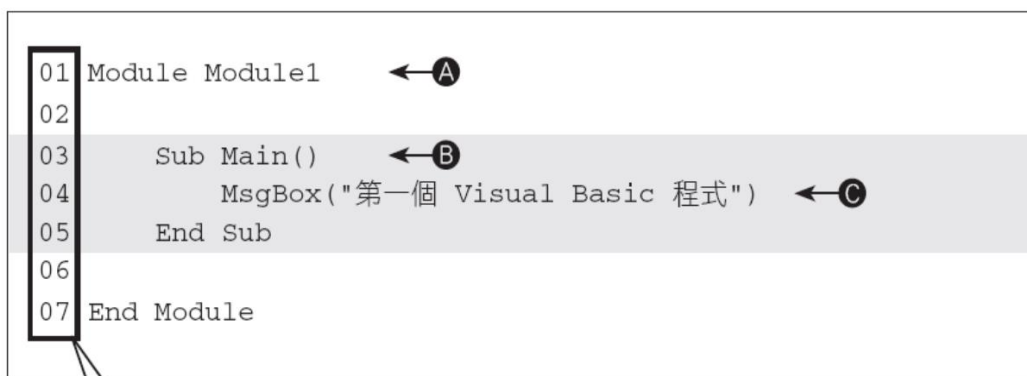 01 Module Module1 A
02
03 Sub Main() B
04 MsgBox("第一個 Visual Basic 程式") C
05 End Sub
06
07 End Module